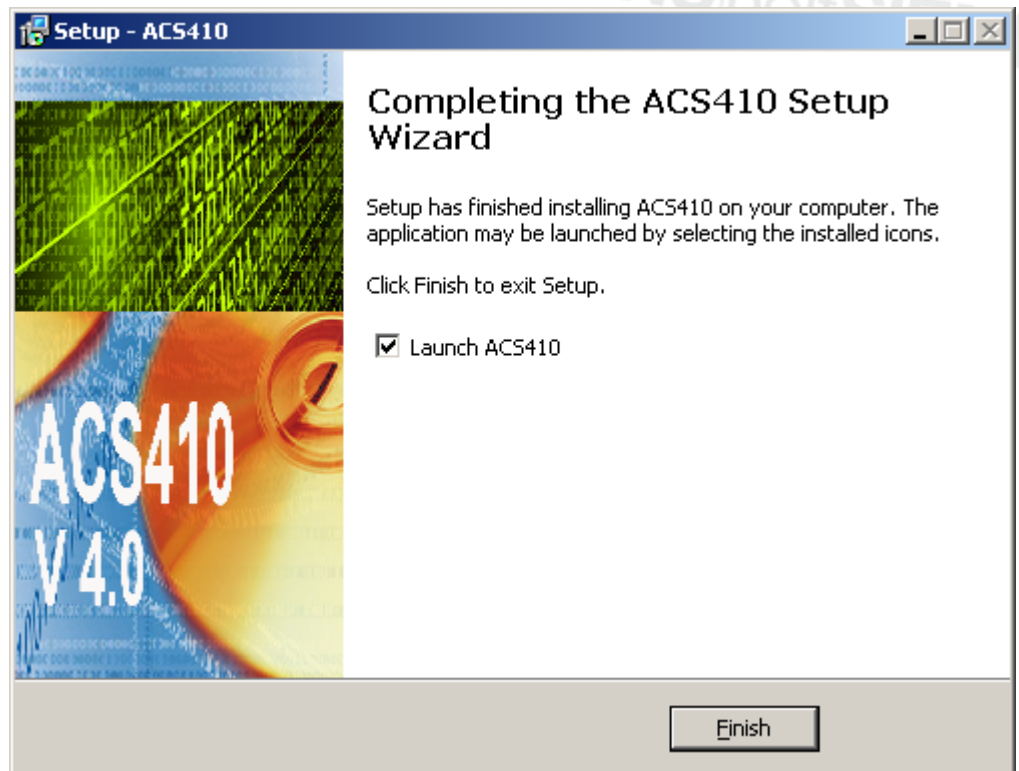 Setup - ACS410
Completing the ACS410 Setup
Wizard
Setup has finished installing ACS410 on your computer. The
application may be launched by selecting the installed icons.
Click Finish to exit Setup.
Launch ACS410
ACS410
V 4.0
Finish